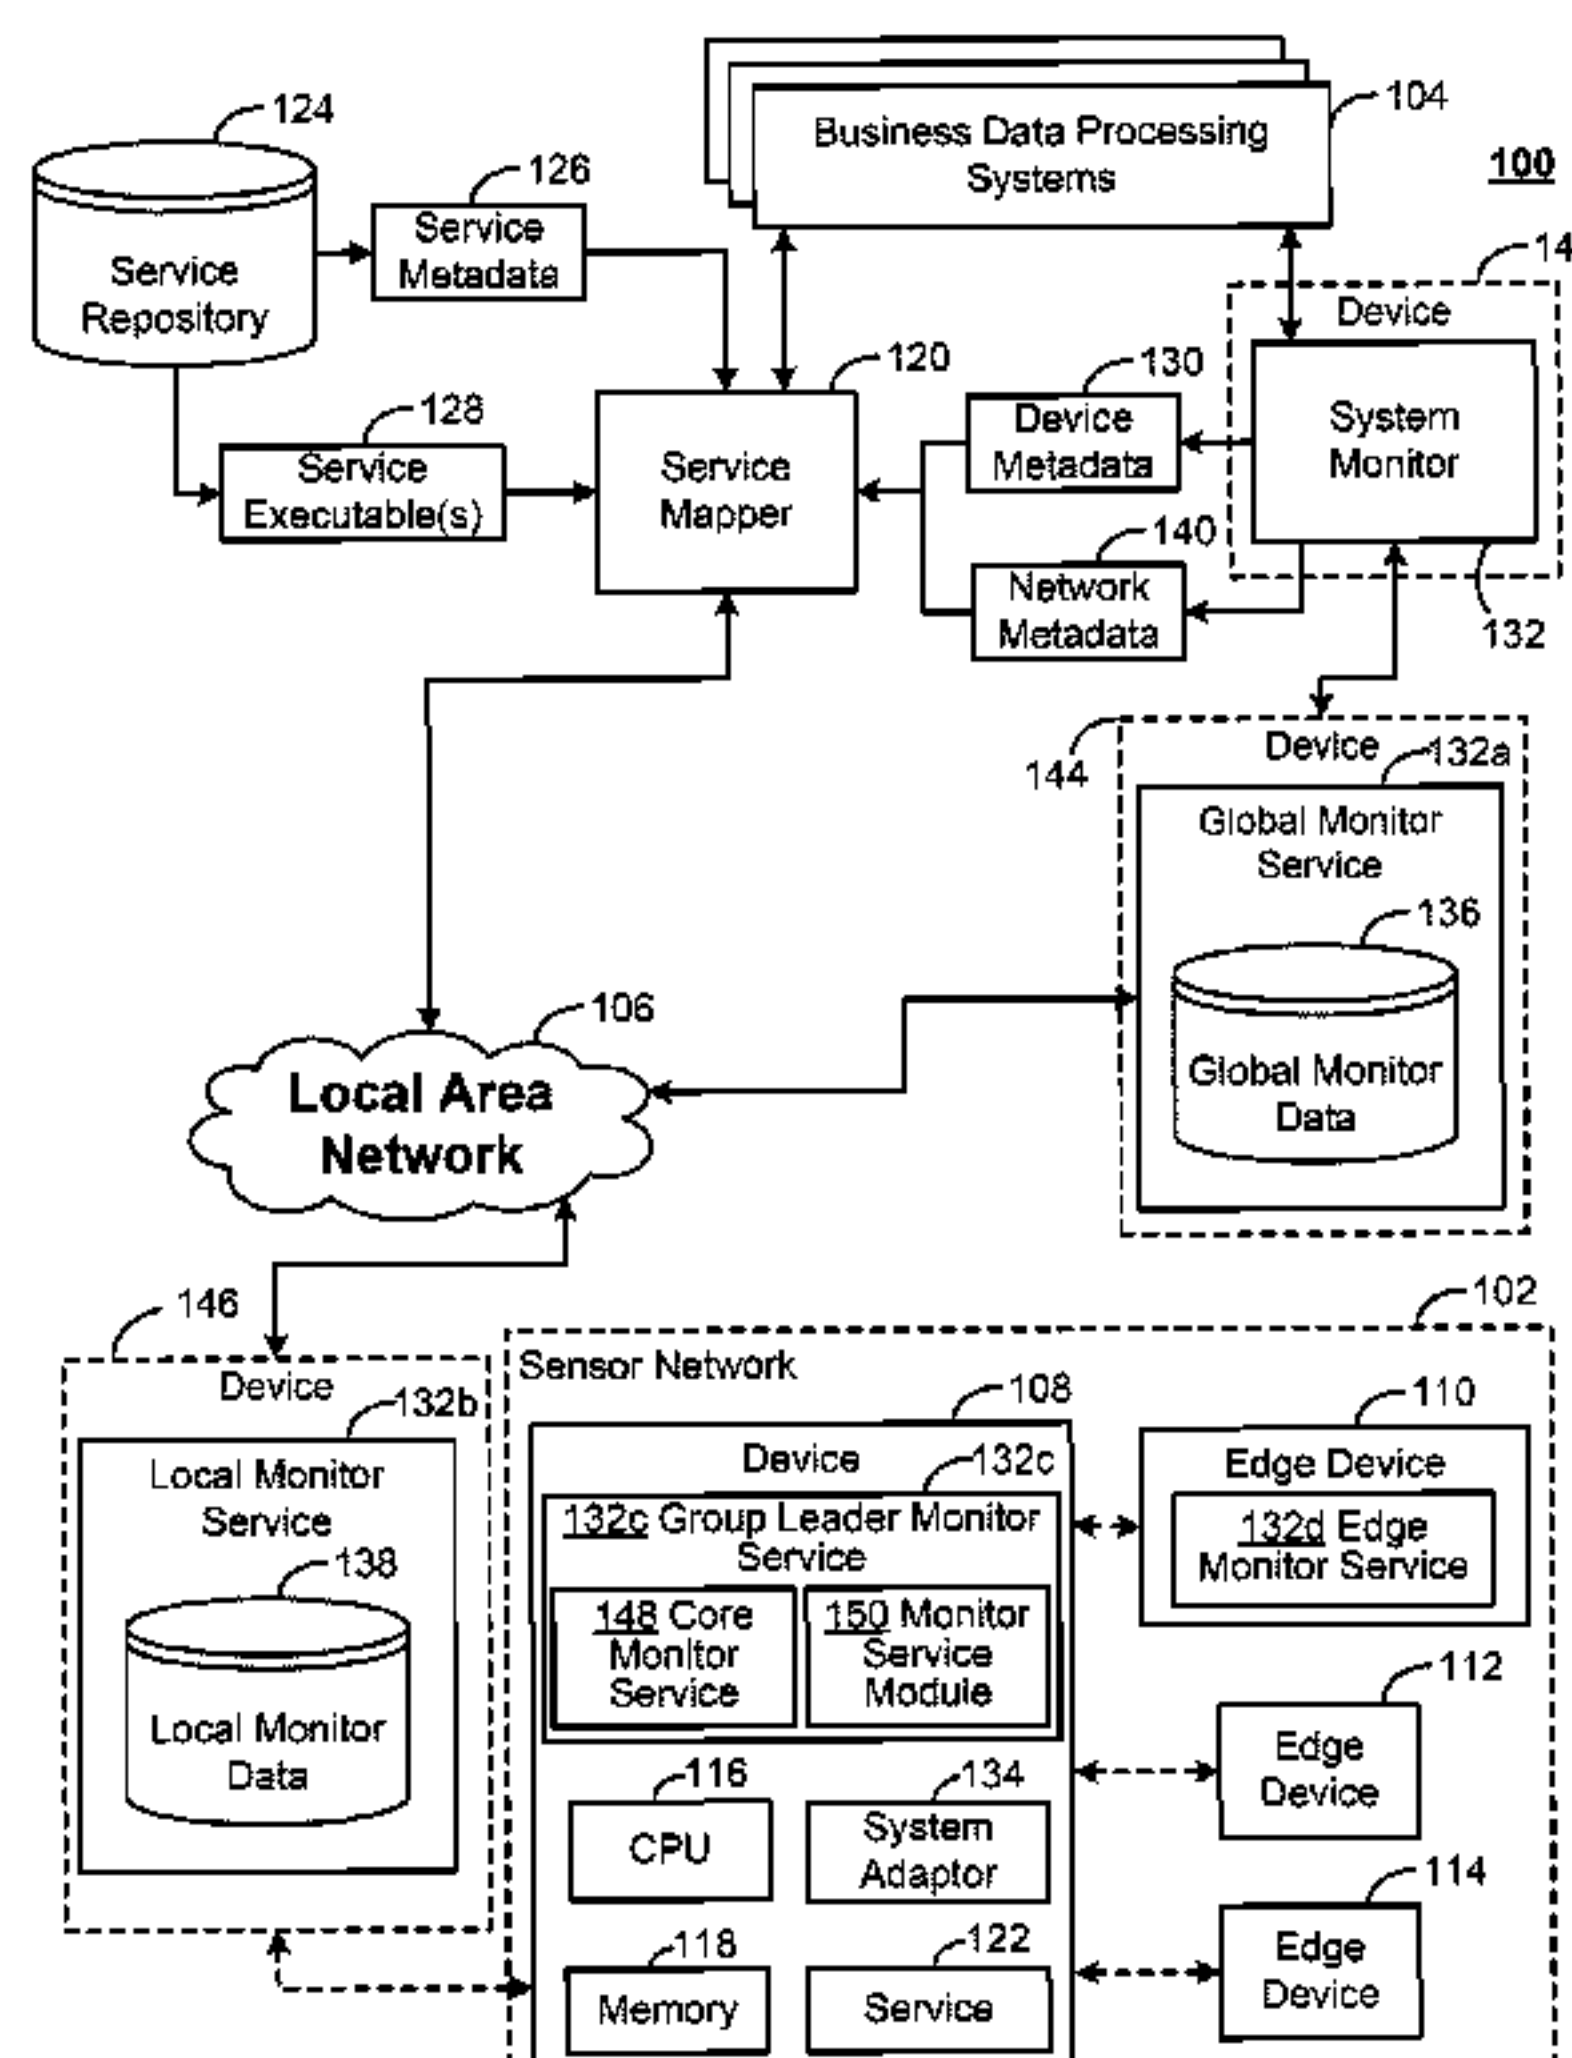 124
104
Business Data Processing
Systems
100
126
Service
Metadata
Service
Repository
14
Device
120
130
128
Service
Executable(s)
Service
Mapper
Device
Metadata
System
Monitor
140
Network
Metadata
132
144
Device
132a
Global Monitor
Service
136
Global Monitor
Data
106
Local Area
Network
146
Device
132b
Local Monitor
Service
138
Local Monitor
Data
102
Sensor Network
108
Device
132c
132c Group Leader Monitor
Service
148 Core
Monitor
Service
150 Monitor
Service
Module
110
Edge Device
132d Edge
Monitor Service
112
Edge
Device
116
CPU
134
System
Adaptor
114
Edge
Device
118
Memory
122
Service